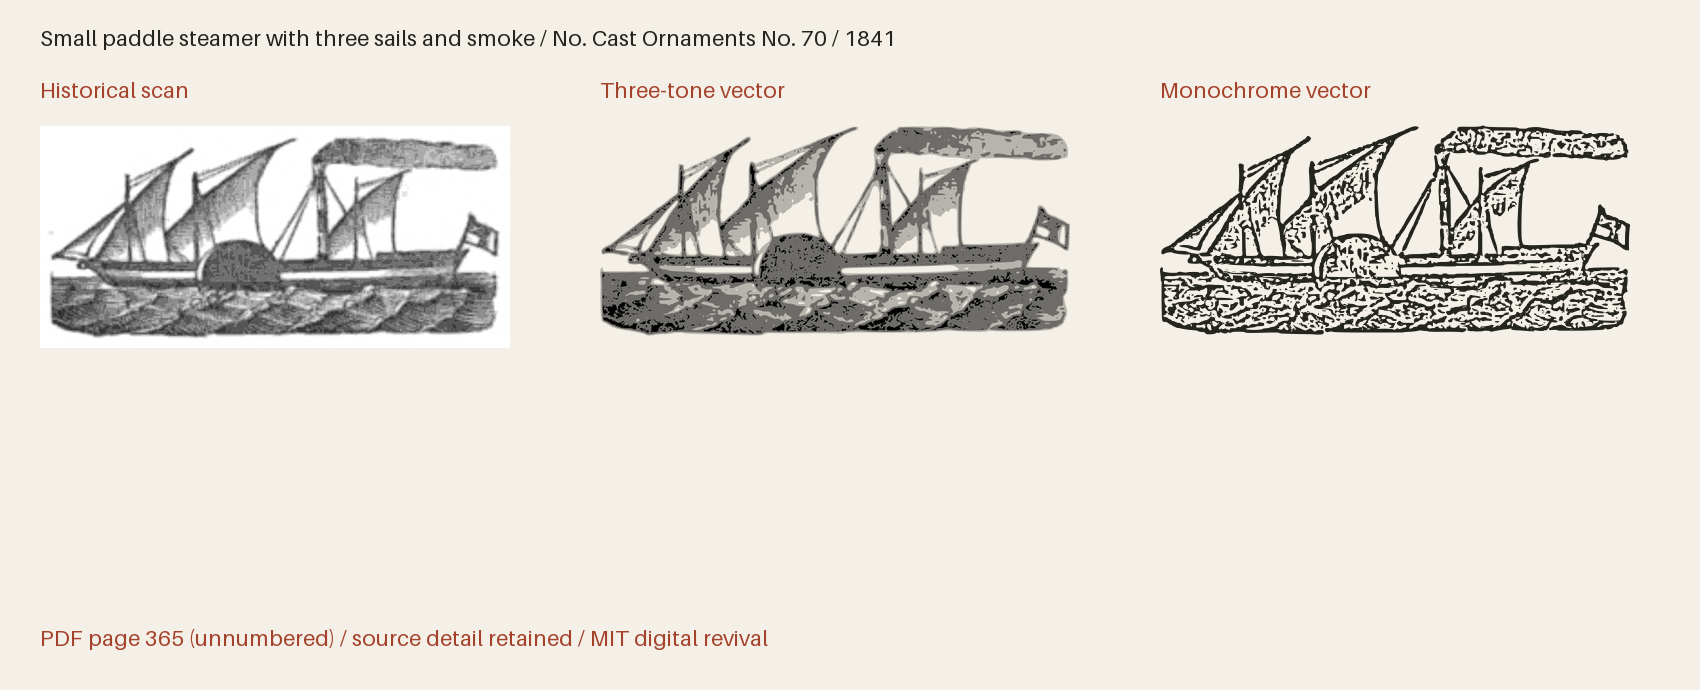 Small paddle steamer with three sails and smoke / No. Cast Ornaments No. 70 / 1841
Historical scan
Three-tone vector
Monochrome vector
PDF page 365 (unnumbered) / source detail retained / MIT digital revival